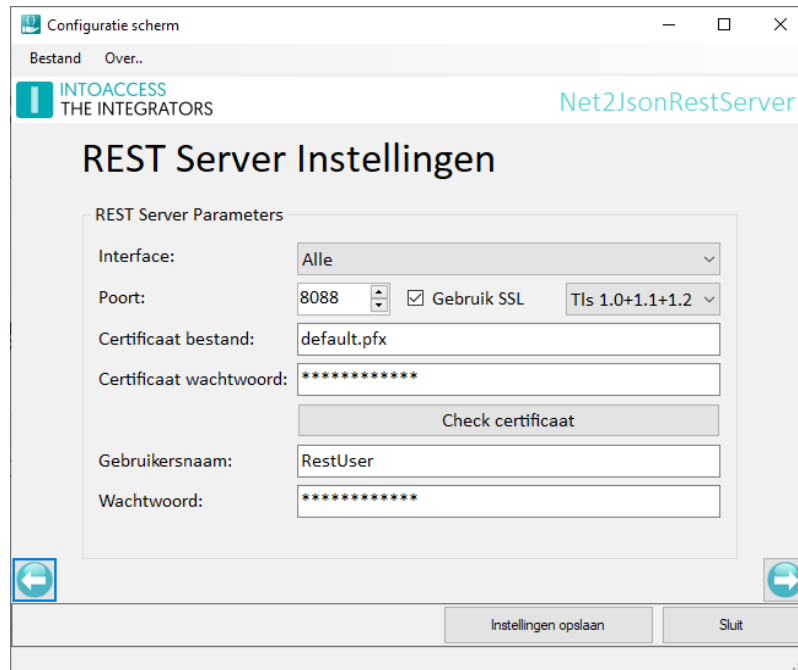 Configuratie scherm
Bestand Over..
INTOACCESS
THE INTEGRATORS
Net2JsonRestServer
REST Server Instellingen
REST Server Parameters
Interface: Alle
Poort: 8088 Gebruik SSL Tls 1.0+1.1+1.2
Certificaat bestand: default.pfx
Certificaat wachtwoord: ************
Check certificaat
Gebruikersnaam: RestUser
Wachtwoord: ************
Instellingen opslaan Sluit